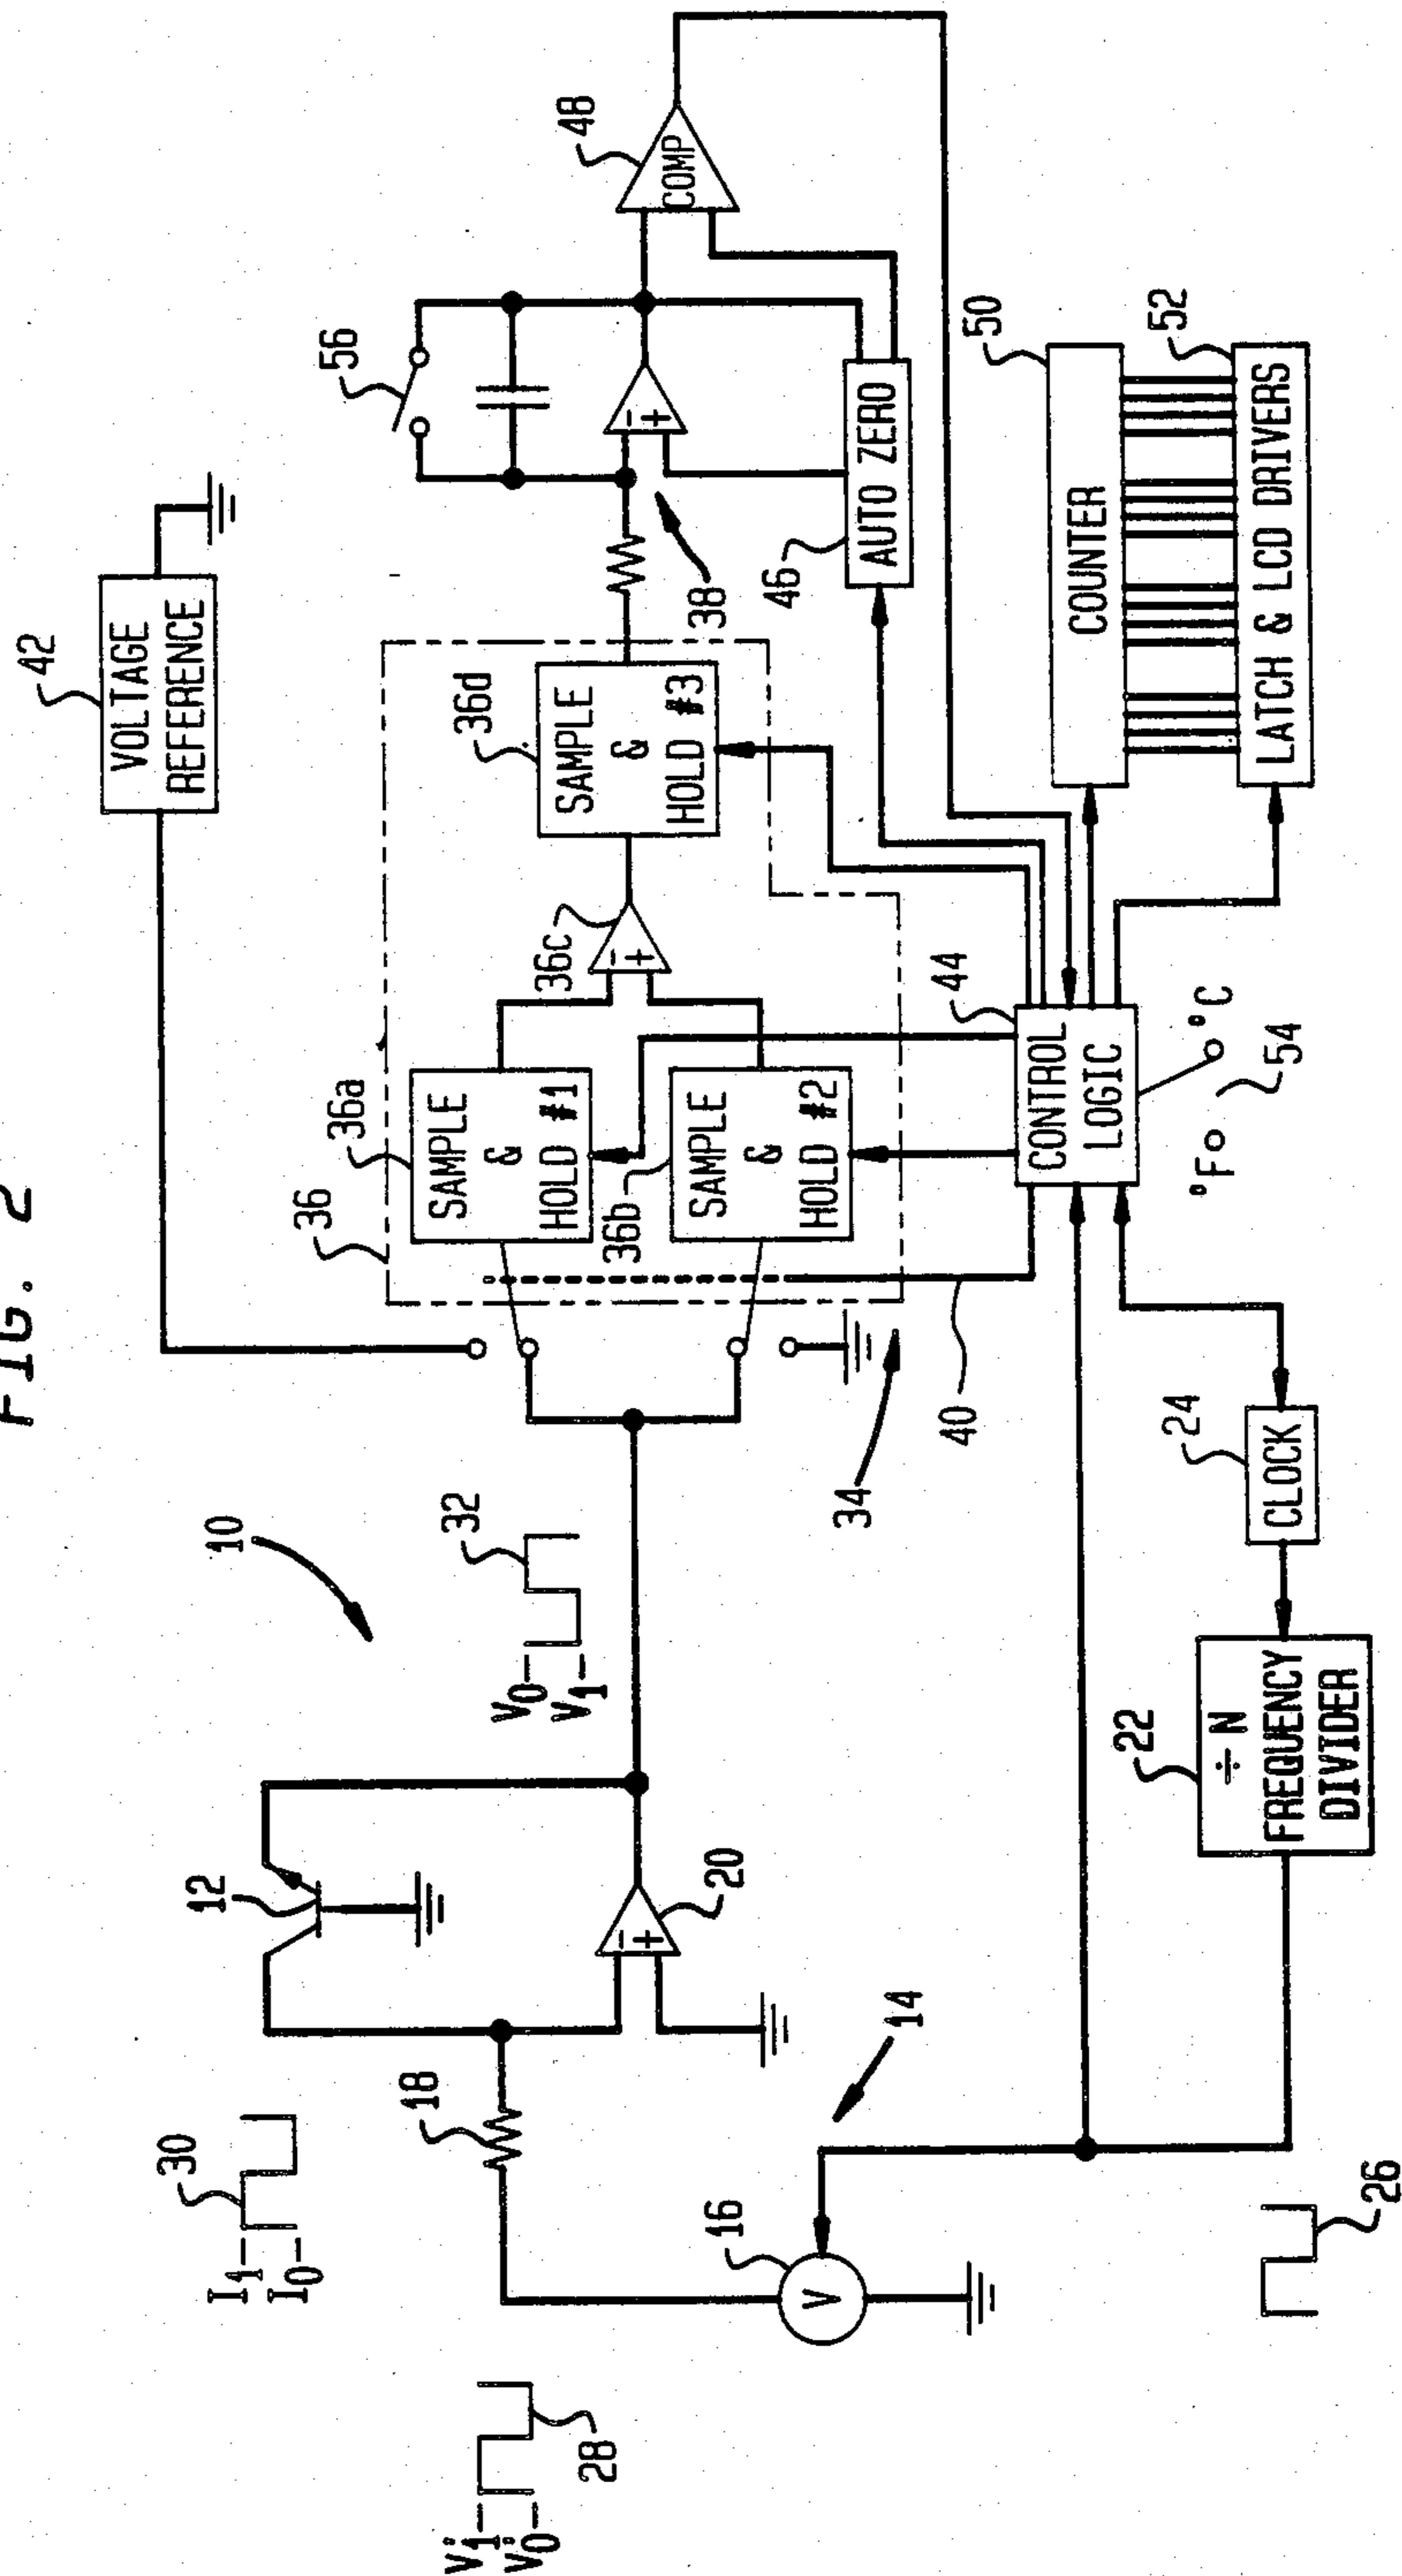 FIG. 2
42
VOLTAGE
REFERENCE
56
48
COMP
36
36a
SAMPLE
&
HOLD #1
36b
SAMPLE
&
HOLD #2
36c
-
+
36d
SAMPLE
&
HOLD #3
38
-
+
46
AUTO ZERO
50
COUNTER
52
LATCH & LCD DRIVERS
44
CONTROL
LOGIC
°F
°C
54
40
34
10
32
V0
V1
12
20
-
+
30
I1
I0
18
14
16
V
28
V1
V0
22
÷ N
FREQUENCY
DIVIDER
24
CLOCK
26